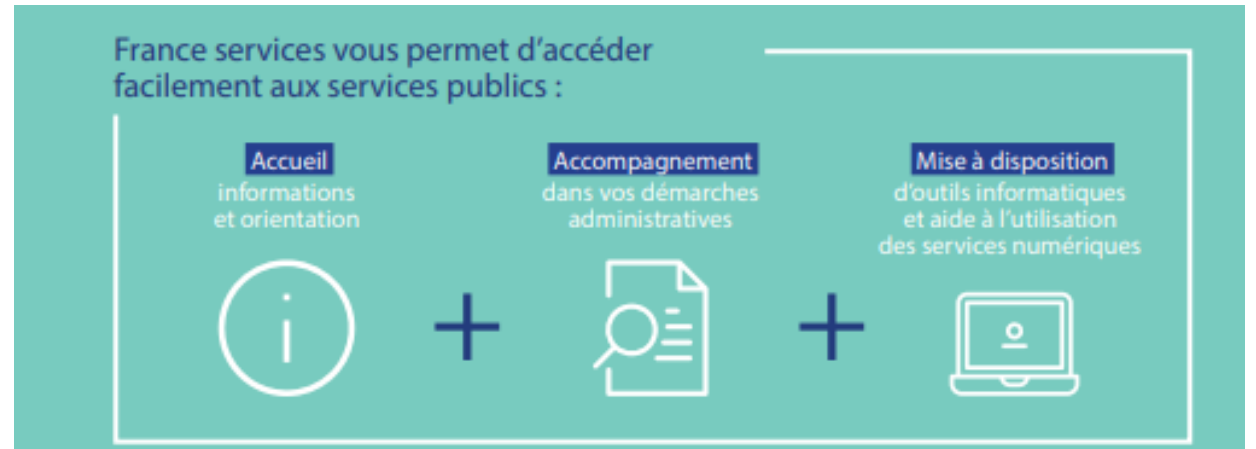 France services vous permet d’accéder
facilement aux services publics :
Accueil
informations
et orientation
Accompagnement
dans vos démarches
administratives
Mise à disposition
d’outils informatiques
et aide à l’utilisation
des services numériques